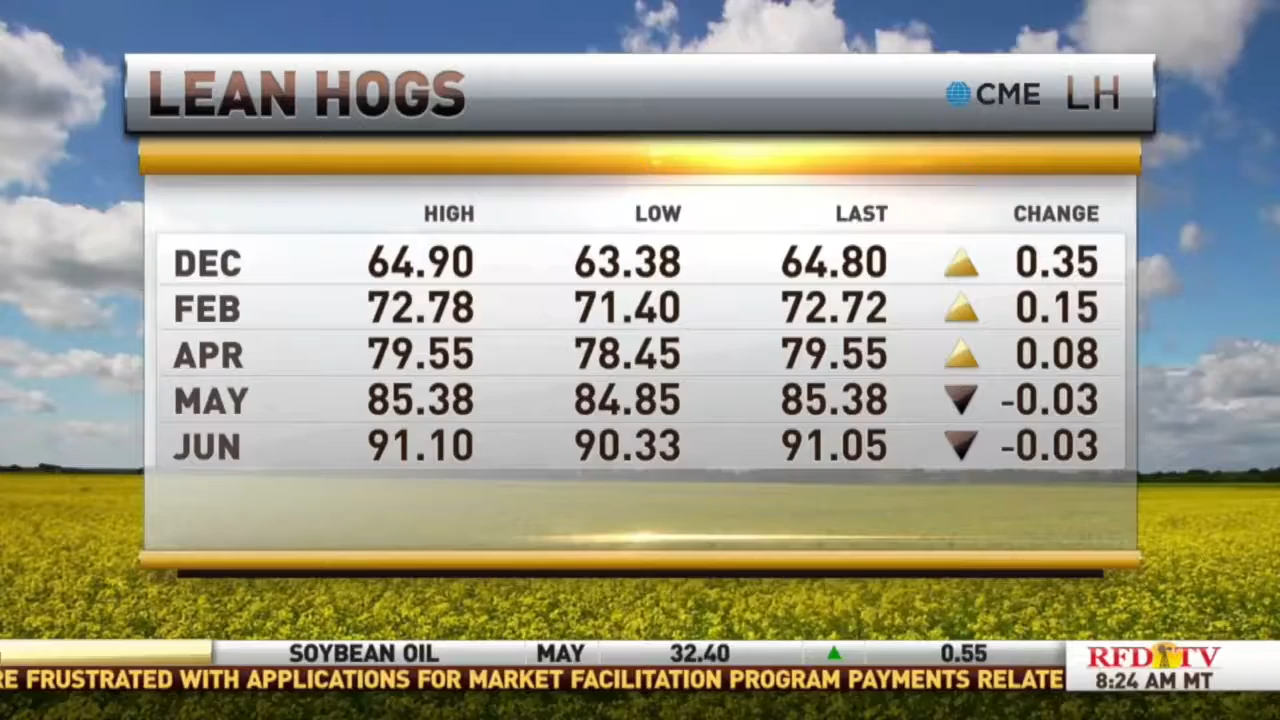 LEAN HOGS CME LH
HIGH LOW LAST CHANGE
DEC 64.90 63.38 64.80 0.35
FEB 72.78 71.40 72.72 0.15
APR 79.55 78.45 79.55 0.08
MAY 85.38 84.85 85.38 -0.03
JUN 91.10 90.33 91.05 -0.03
SOYBEAN OIL MAY 32.40 0.55
RFD TV
RE FRUSTRATED WITH APPLICATIONS FOR MARKET FACILITATION PROGRAM PAYMENTS RELATE
8:24 AM MT